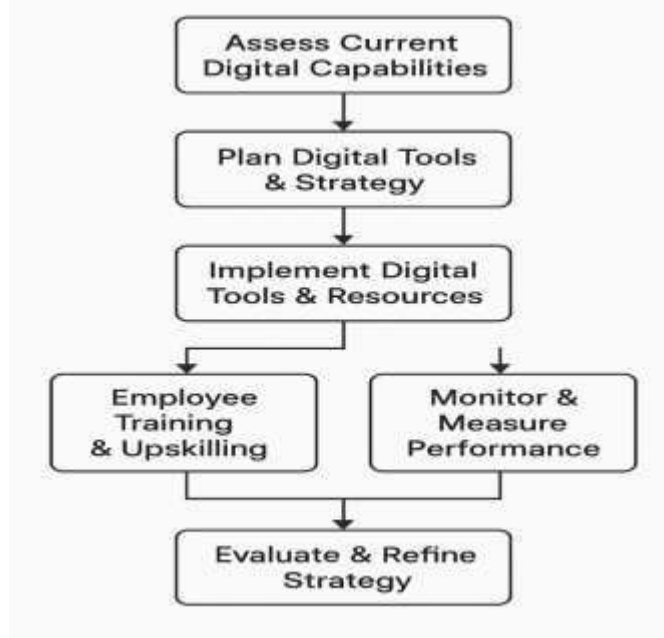 Assess Current
Digital Capabilities
Plan Digital Tools
& Strategy
Implement Digital
Tools & Resources
Employee
Training
& Upskilling
Monitor &
Measure
Performance
Evaluate & Refine
Strategy